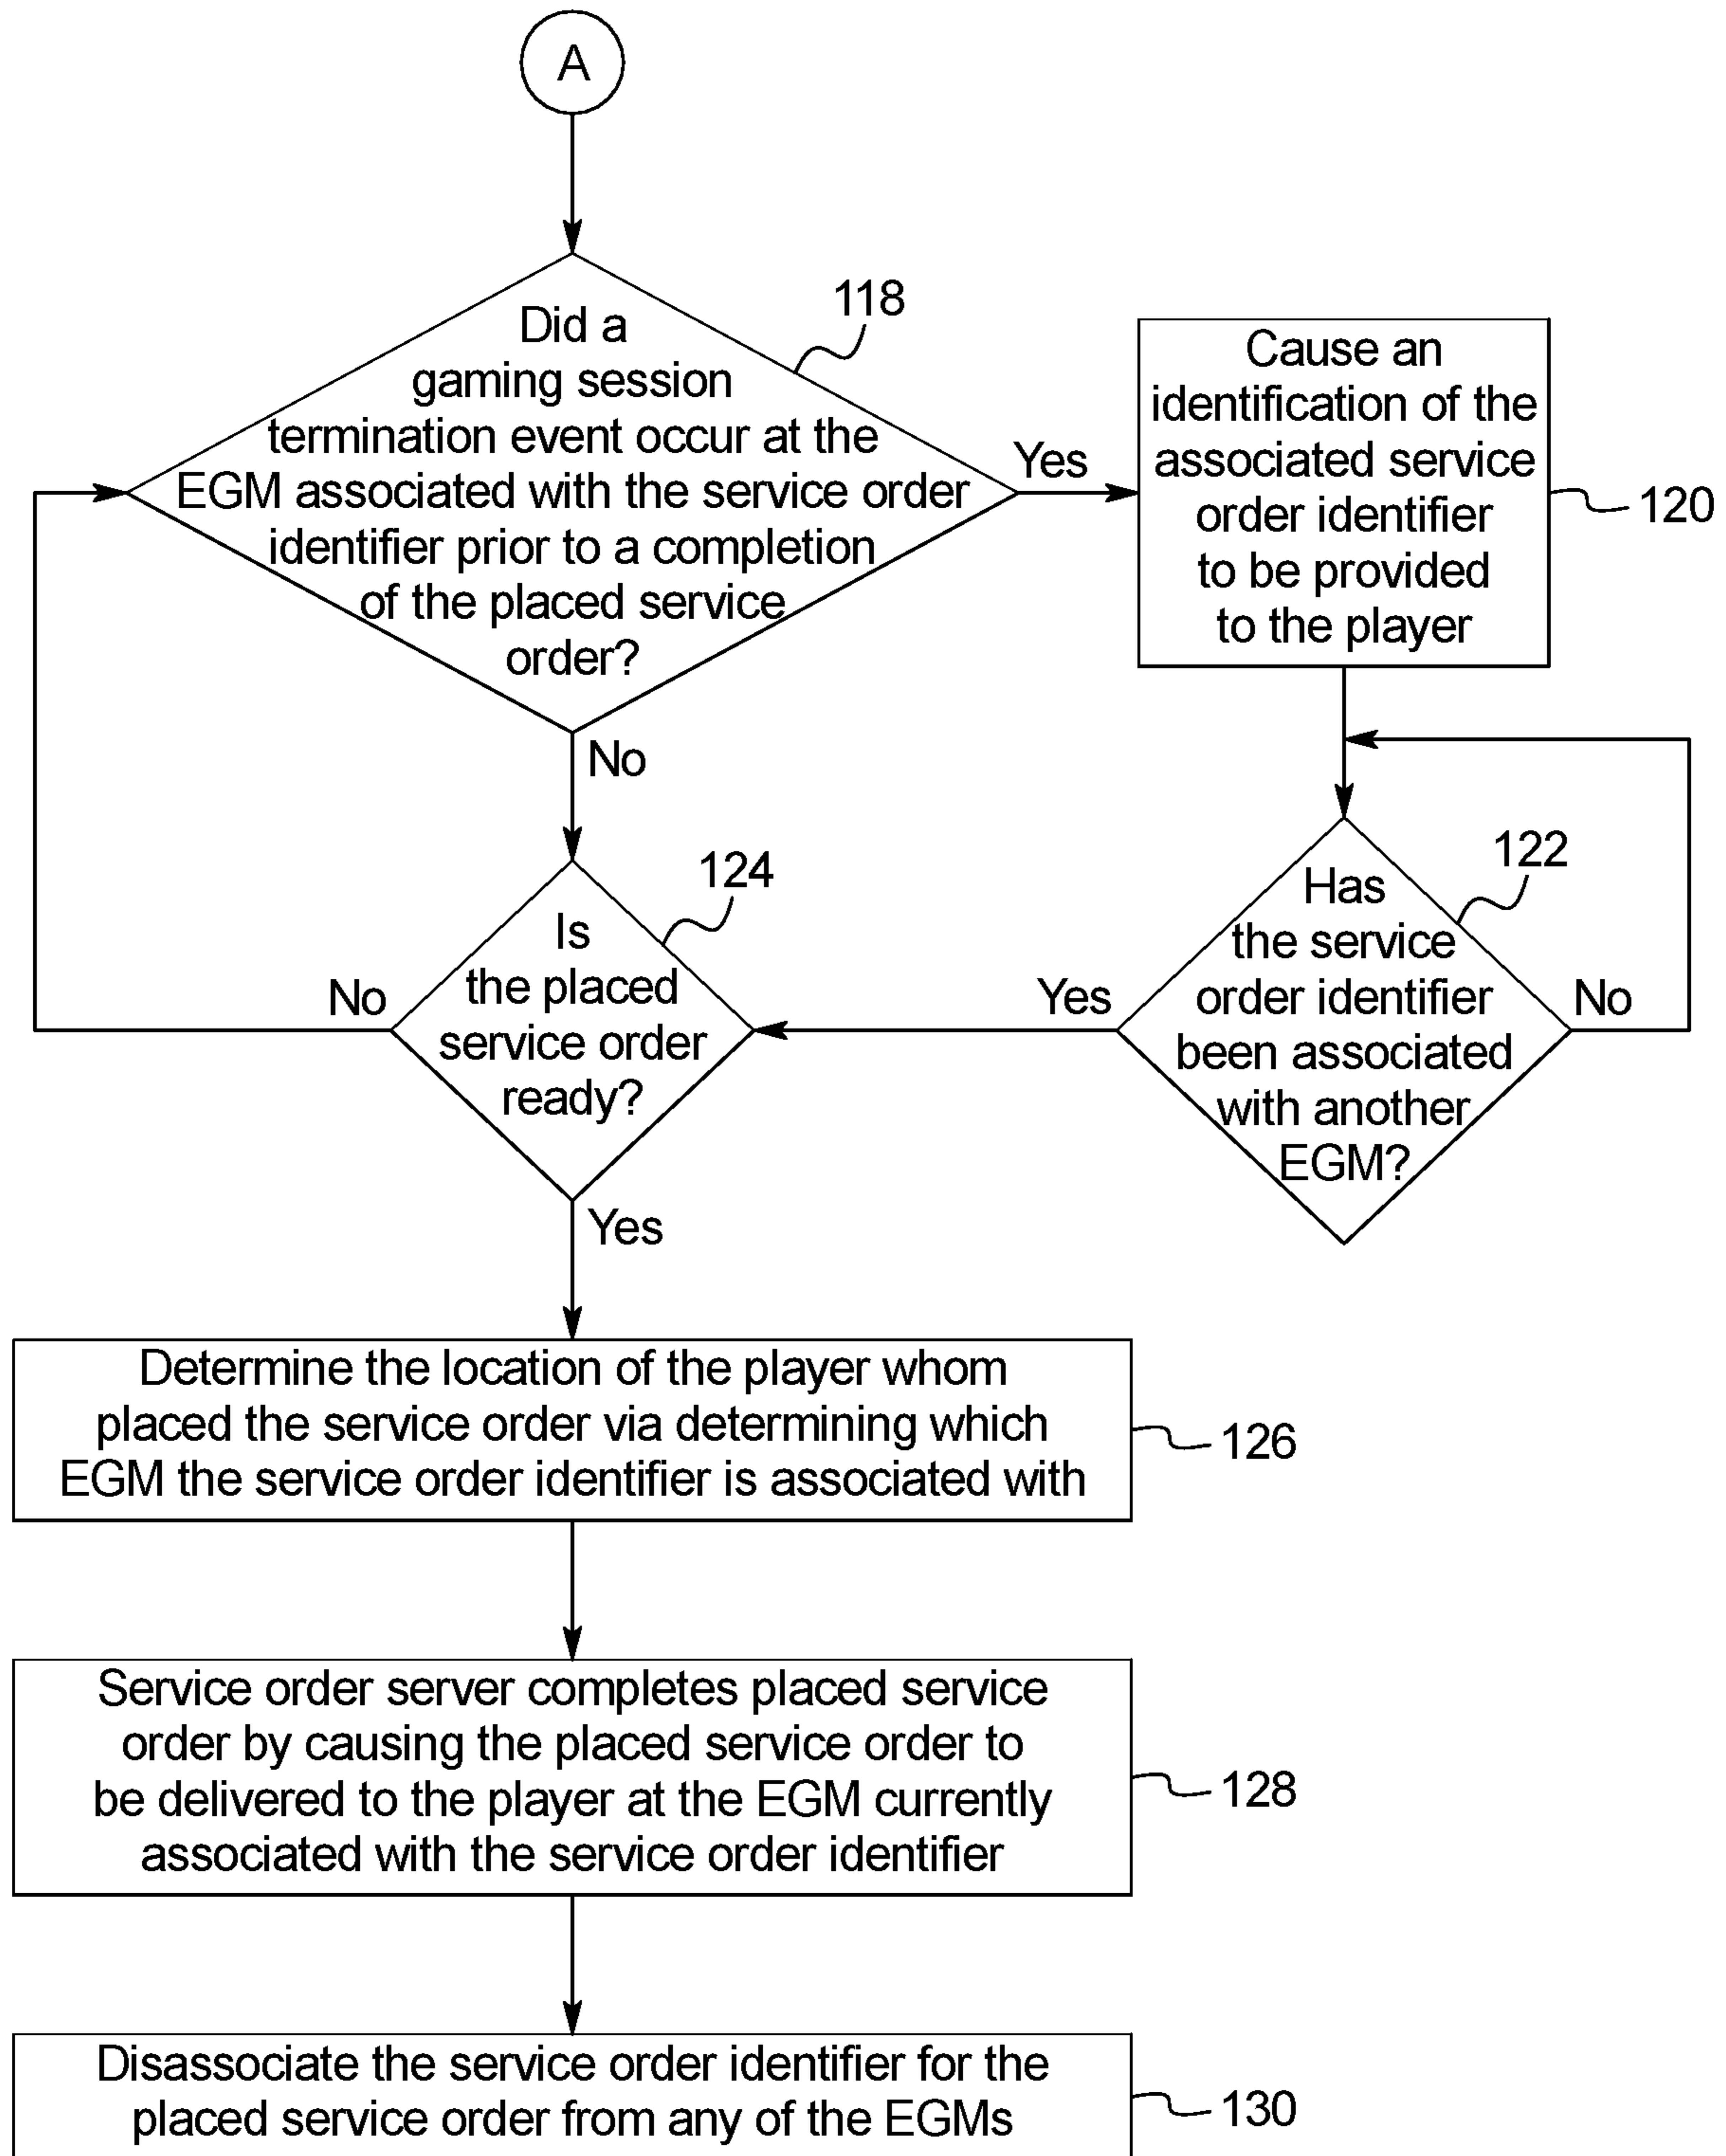 A
Did a
gaming session
termination event occur at the
EGM associated with the service order
identifier prior to a completion
of the placed service
order?
118
Yes
Cause an
identification of the
associated service
order identifier
to be provided
to the player
120
No
Is
the placed
service order
ready?
124
No
Yes
Has
the service
order identifier
been associated
with another
EGM?
122
Yes
No
Determine the location of the player whom
placed the service order via determining which
EGM the service order identifier is associated with
126
Service order server completes placed service
order by causing the placed service order to
be delivered to the player at the EGM currently
associated with the service order identifier
128
Disassociate the service order identifier for the
placed service order from any of the EGMs
130